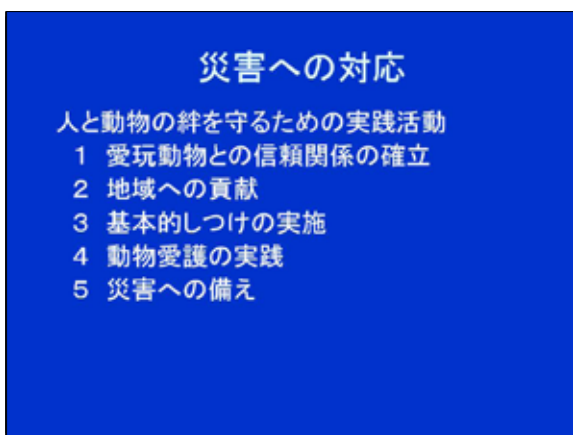 災害への対応
人と動物の絆を守るための実践活動
1 愛玩動物との信頼関係の確立
2 地域への貢献
3 基本的しつけの実施
4 動物愛護の実践
5 災害への備え